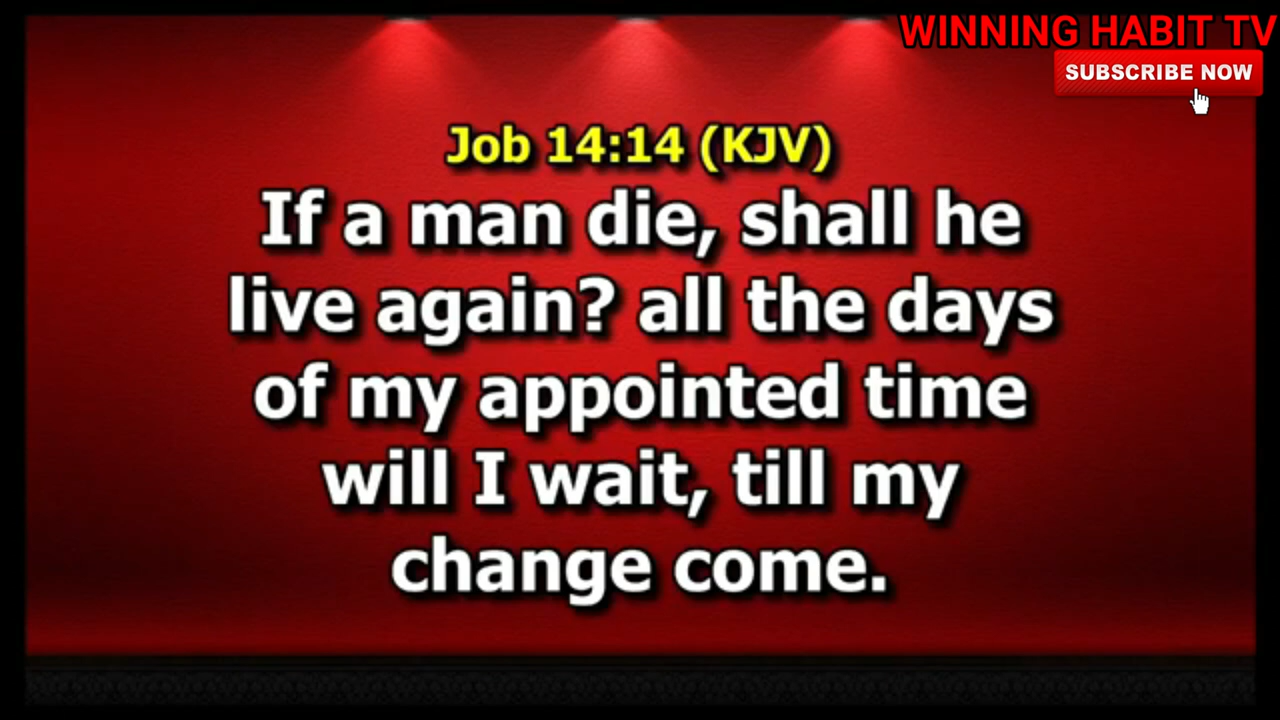 WINNING HABIT TV
SUBSCRIBE NOW
Job 14:14 (KJV)
If a man die, shall he
live again? all the days
of my appointed time
will I wait, till my
change come.